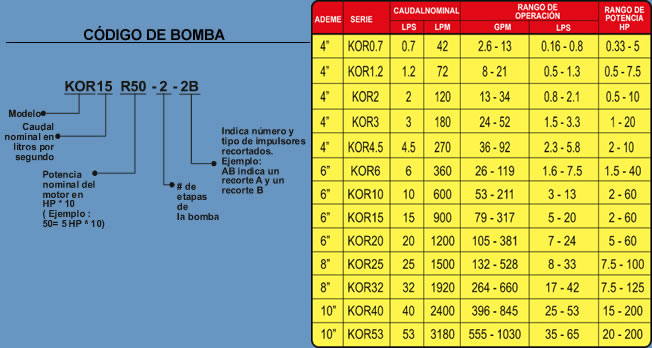 CÓDIGO DE BOMBA
KOR15 R50 -2 - 2B
Modelo
Caudal
nominal en
litros por
segundo
Potencia
nominal del
motor en
HP * 10
( Ejemplo :
50= 5 HP * 10)
# de
etapas
de
la bomba
Indica número y
tipo de impulsores
recortados.
Ejemplo:
AB indica un
recorte A y un
recorte B
ADEME SERIE CAUDALNOMINAL RANGO DE OPERACIÓN RANGO DE POTENCIA HP
LPS LPM GPM LPS
4" KOR0.7 0.7 42 2.6 - 13 0.16 - 0.8 0.33 - 5
4" KOR1.2 1.2 72 8 - 21 0.5 - 1.3 0.5 - 7.5
4" KOR2 2 120 13 - 34 0.8 - 2.1 0.5 - 10
4" KOR3 3 180 24 - 52 1.5 - 3.3 1 - 20
4" KOR4.5 4.5 270 36 - 92 2.3 - 5.8 2 - 10
6" KOR6 6 360 26 - 119 1.6 - 7.5 1.5 - 40
6" KOR10 10 600 53 - 211 3 - 13 2 - 60
6" KOR15 15 900 79 - 317 5 - 20 2 - 60
6" KOR20 20 1200 105 - 381 7 - 24 5 - 60
8" KOR25 25 1500 132 - 528 8 - 33 7.5 - 100
8" KOR32 32 1920 264 - 660 17 - 42 7.5 - 125
10" KOR40 40 2400 396 - 845 25 - 53 15 - 200
10" KOR53 53 3180 555 - 1030 35 - 65 20 - 200